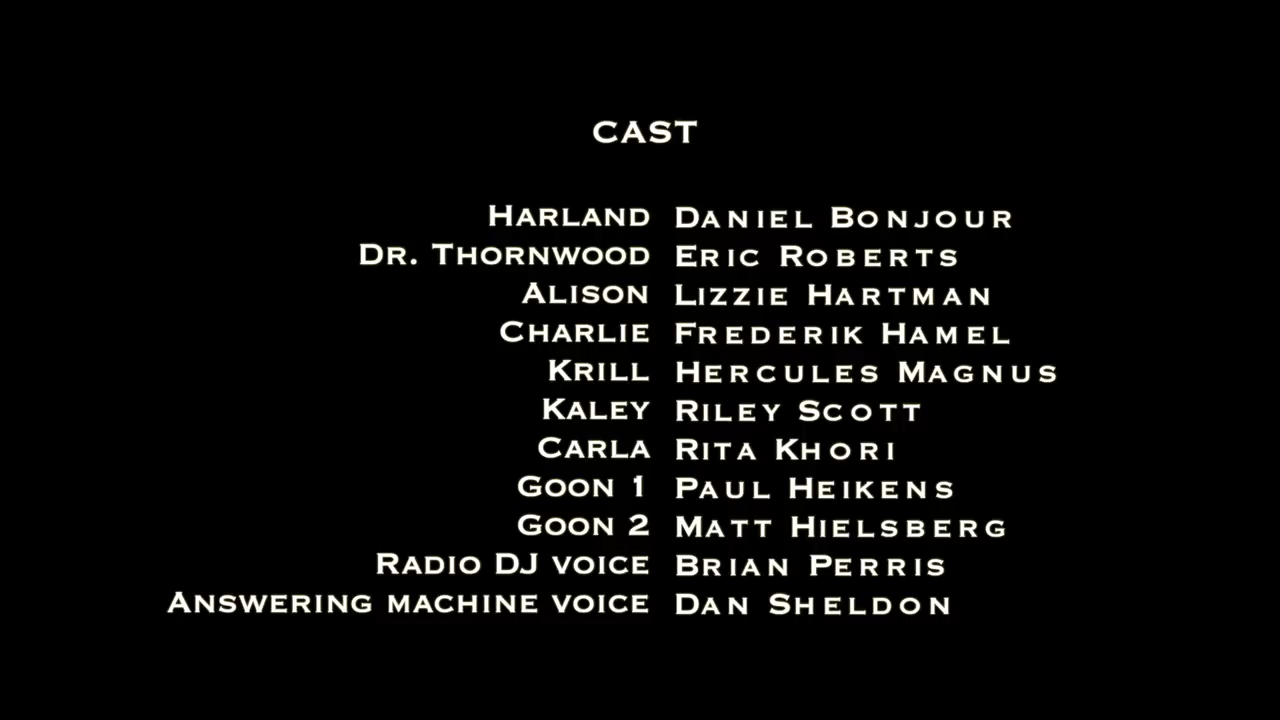 CAST
HARLAND DANIEL BONJOUR
DR. THORNWOOD ERIC ROBERTS
ALISON LIZZIE HARTMAN
CHARLIE FREDERIK HAMEL
KRILL HERCULES MAGNUS
KALEY RILEY SCOTT
CARLA RITA KHORI
GOON 1 PAUL HEIKENS
GOON 2 MATT HIELSBERG
RADIO DJ VOICE BRIAN PERRIS
ANSWERING MACHINE VOICE DAN SHELDON